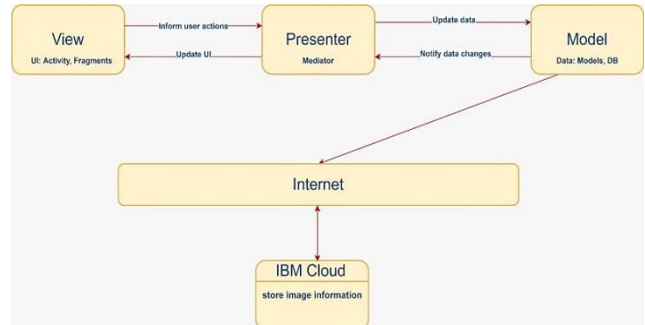 View
UI: Activity, Fragments
Inform user actions
Update UI
Presenter
Mediator
Update data
Notify data changes
Model
Data: Models, DB
Internet
IBM Cloud
store image information